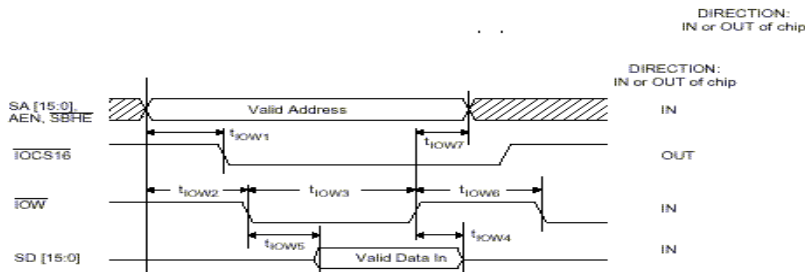 DIRECTION:
IN or OUT of chip
DIRECTION:
IN or OUT of chip
SA [15:0],
AEN, SBHE
Valid Address
IN
tIOW1
tIOW7
IOCS16
OUT
tIOW2
tIOW3
tIOW6
IOW
IN
tIOW5
tIOW4
SD [15:0]
Valid Data In
IN